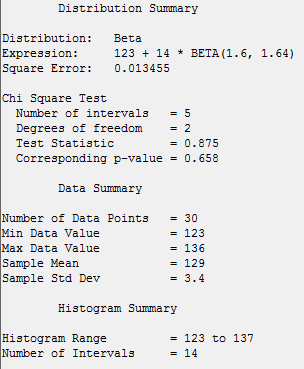 Distribution Summary
Distribution: Beta
Expression: 123 + 14 * BETA(1.6, 1.64)
Square Error: 0.013455
Chi Square Test
Number of intervals = 5
Degrees of freedom = 2
Test Statistic = 0.875
Corresponding p-value = 0.658
Data Summary
Number of Data Points = 30
Min Data Value = 123
Max Data Value = 136
Sample Mean = 129
Sample Std Dev = 3.4
Histogram Summary
Histogram Range = 123 to 137
Number of Intervals = 14